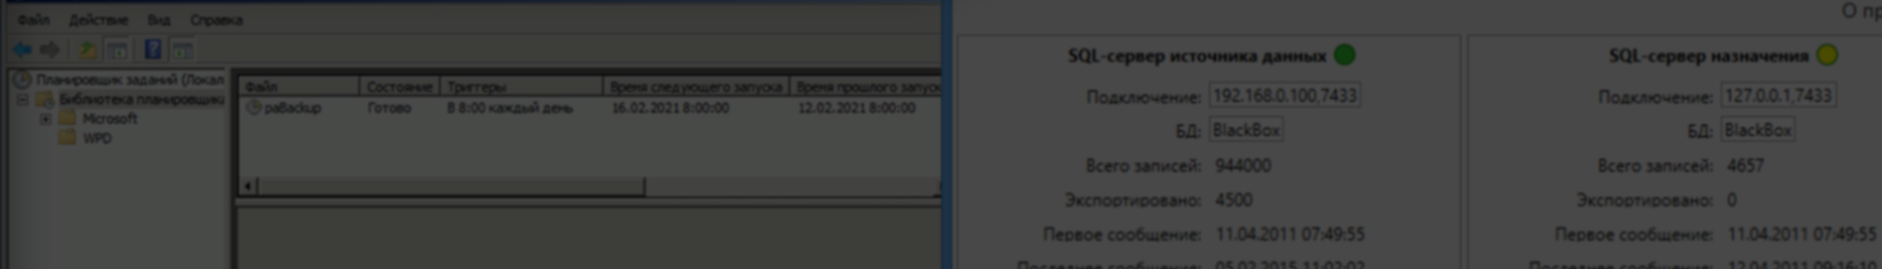 Файл Действие Вид Справка
Планировщик заданий (Локал
Библиотека планировщик
Microsoft
WPD
Файл Состояние Триггеры Время следующего запуска Время прошлого запуск
paBackup Готово В 8:00 каждый день 16.02.2021 8:00:00 12.02.2021 8:00:00
О пр
SQL-сервер источника данных
Подключение: 192.168.0.100,7433
БД: BlackBox
Всего записей: 944000
Экспортировано: 4500
Первое сообщение: 11.04.2011 07:49:55
SQL-сервер назначения
Подключение: 127.0.0.1,7433
БД: BlackBox
Всего записей: 4657
Экспортировано: 0
Первое сообщение: 11.04.2011 07:49:55